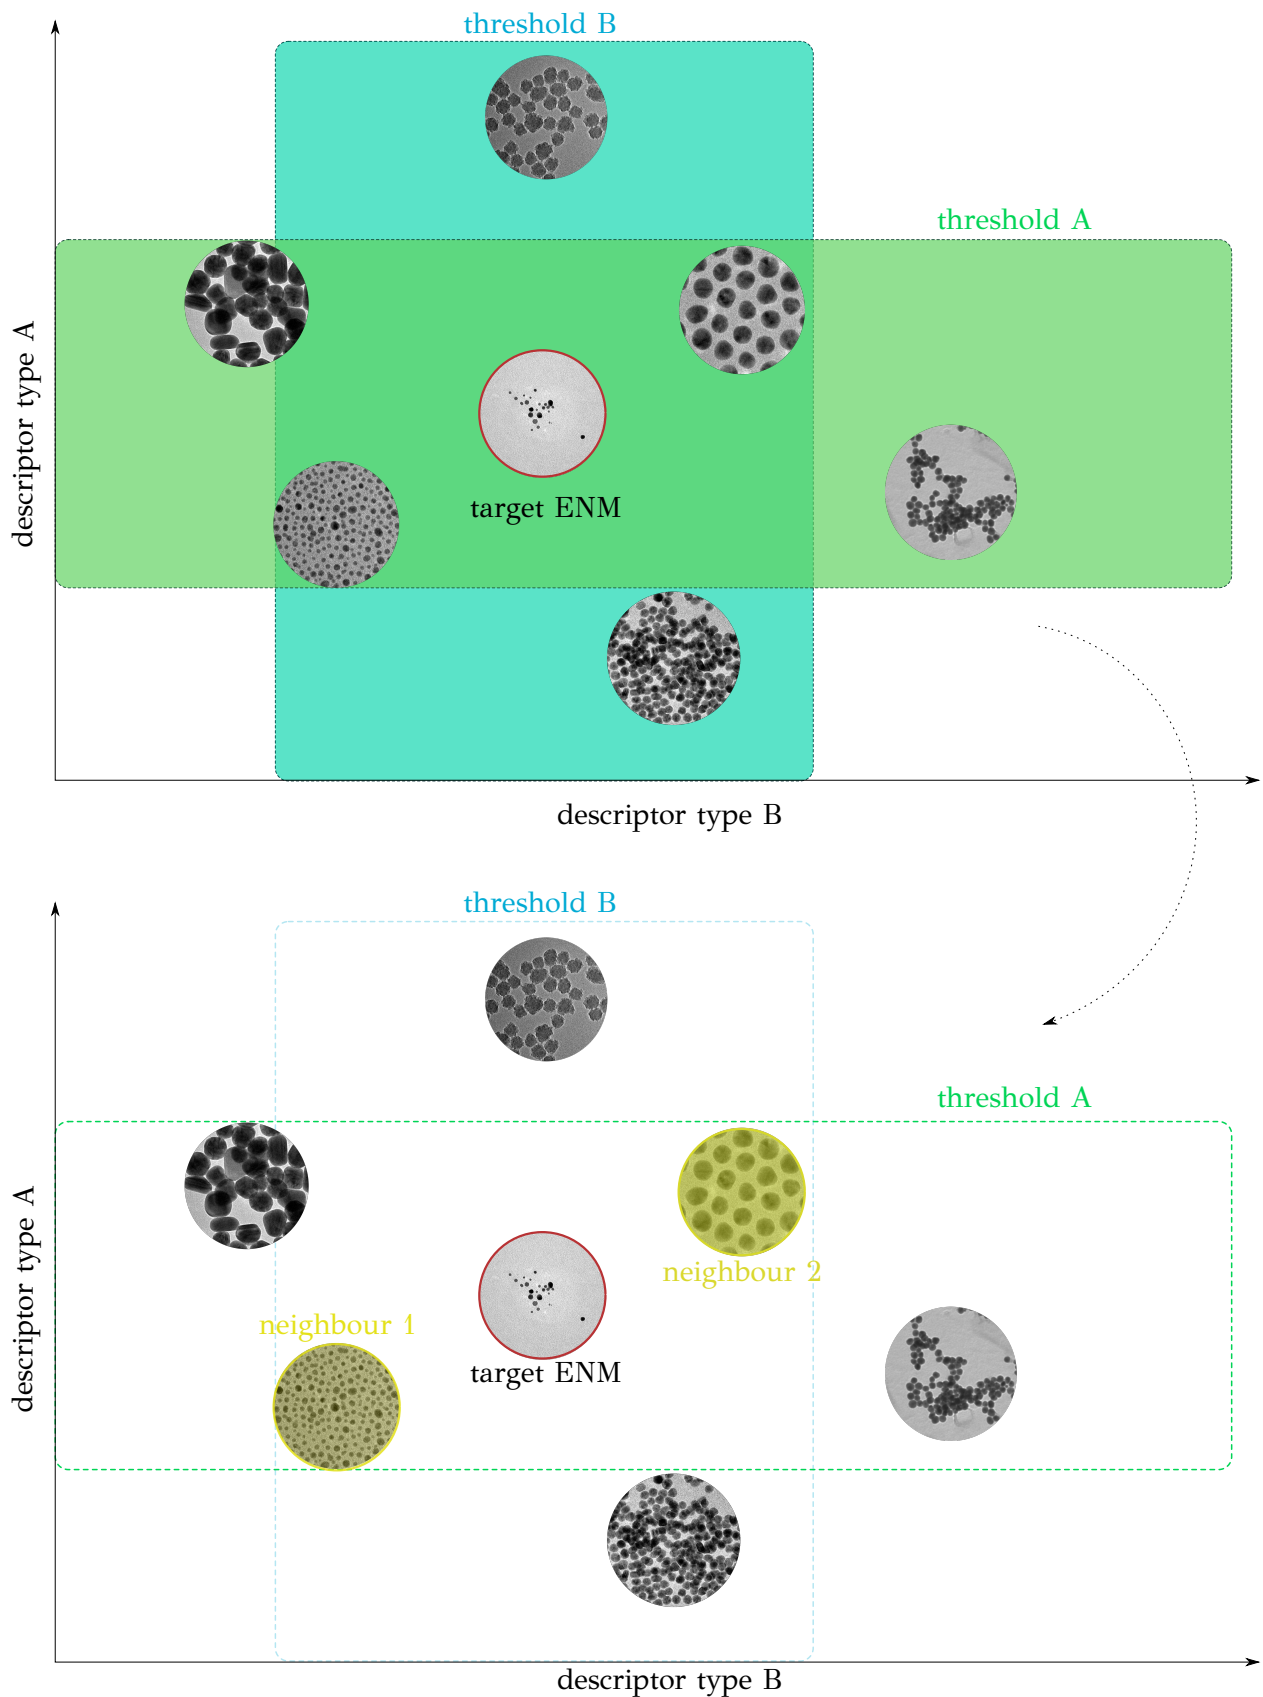 threshold B
threshold A
descriptor type A
target ENM
descriptor type B
threshold B
threshold A
descriptor type A
neighbour 2
neighbour 1
target ENM
descriptor type B